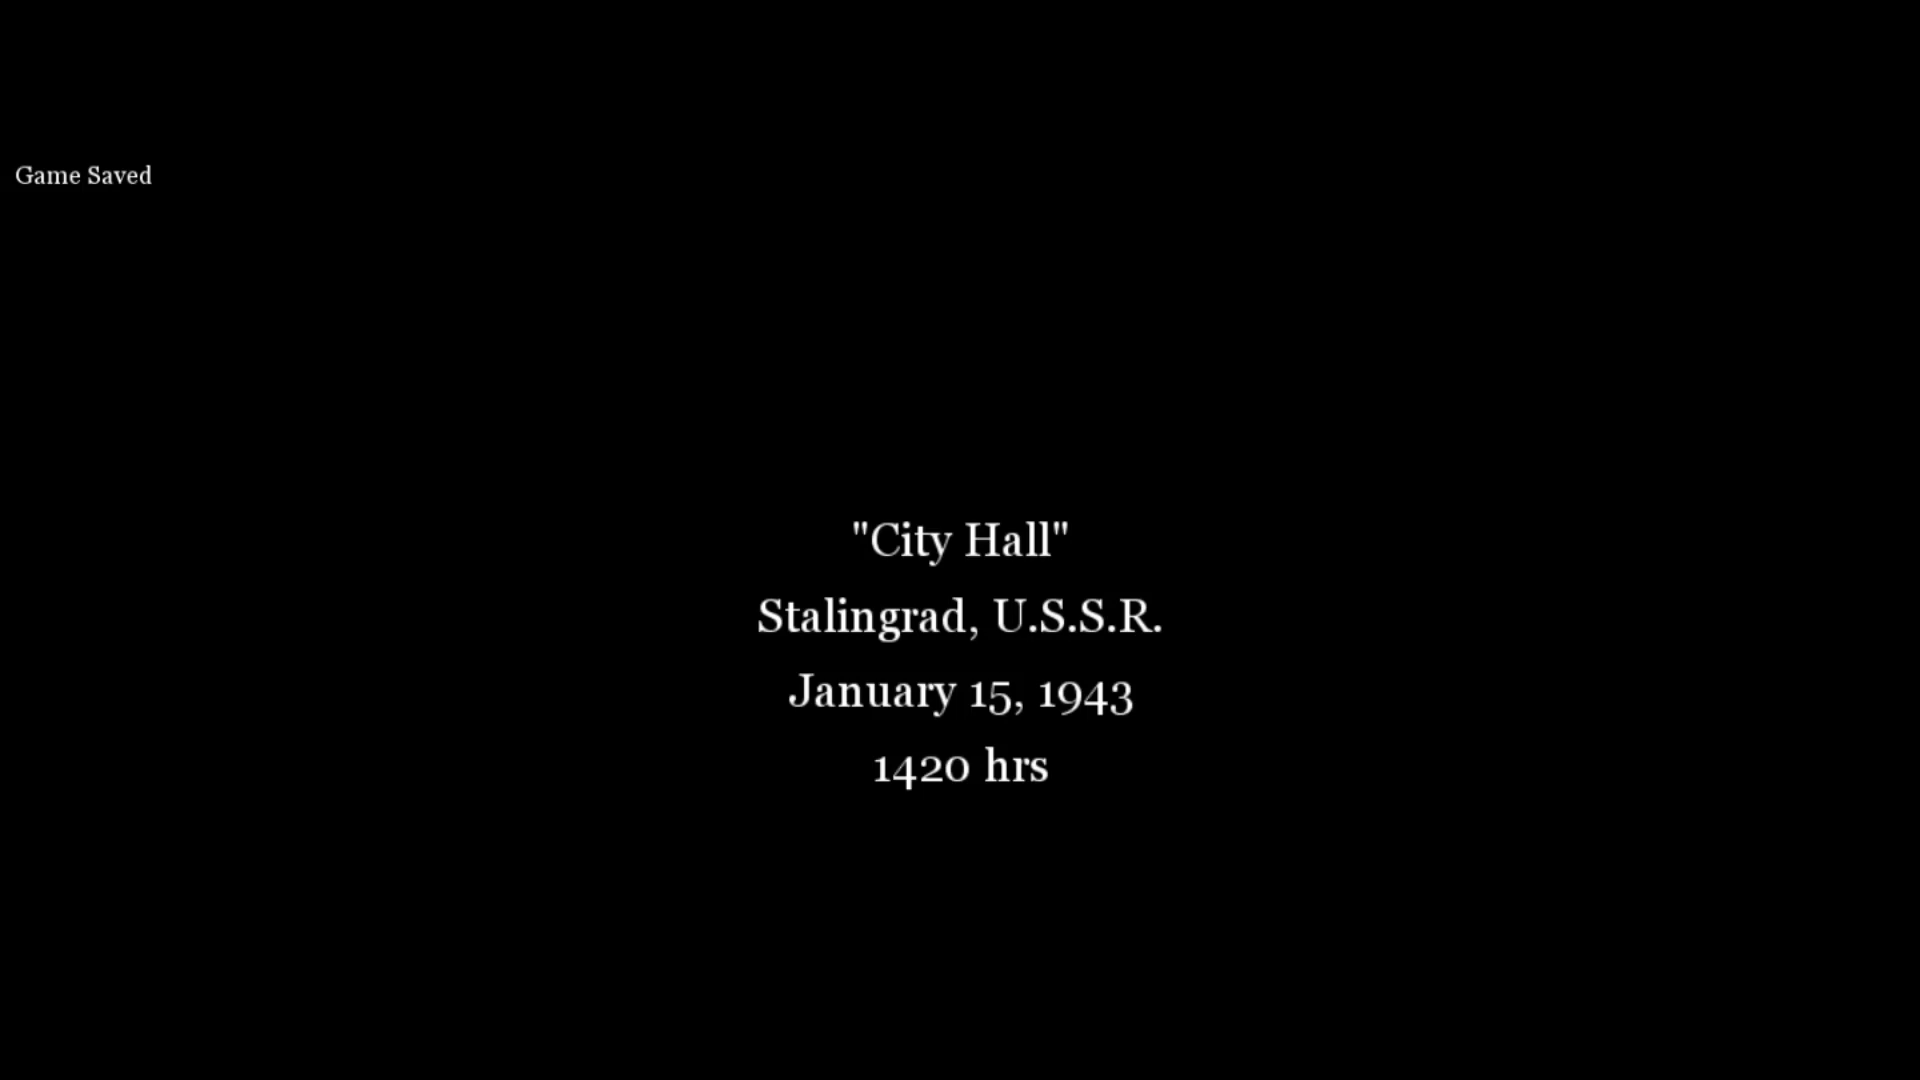 Game Saved
"City Hall"
Stalingrad, U.S.S.R.
January 15, 1943
1420 hrs